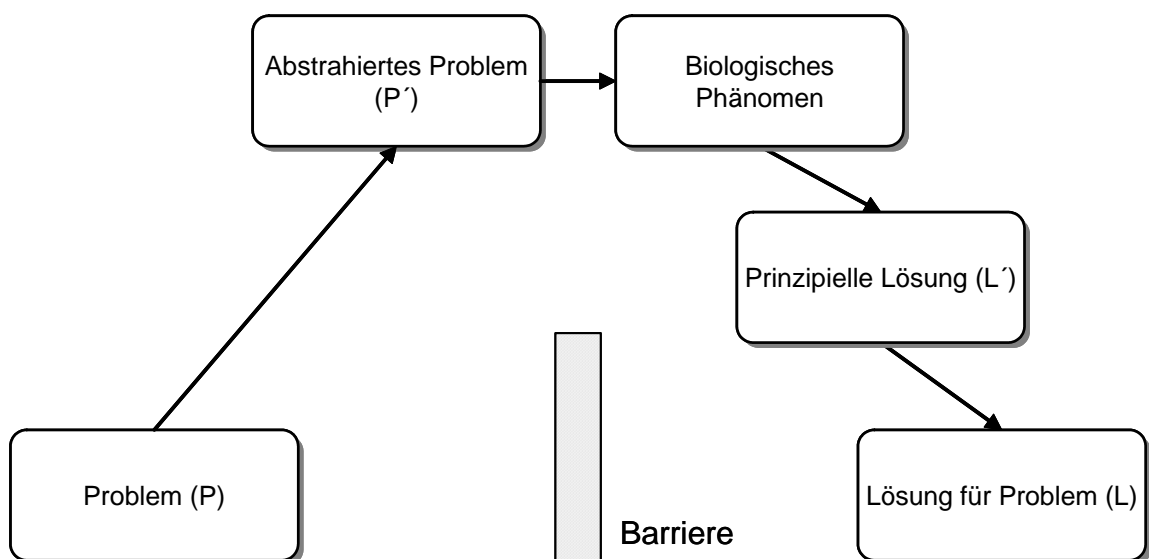 Abstrahiertes Problem
(P´)
Biologisches
Phänomen
Prinzipielle Lösung (L´)
Problem (P)
Lösung für Problem (L)
Barriere